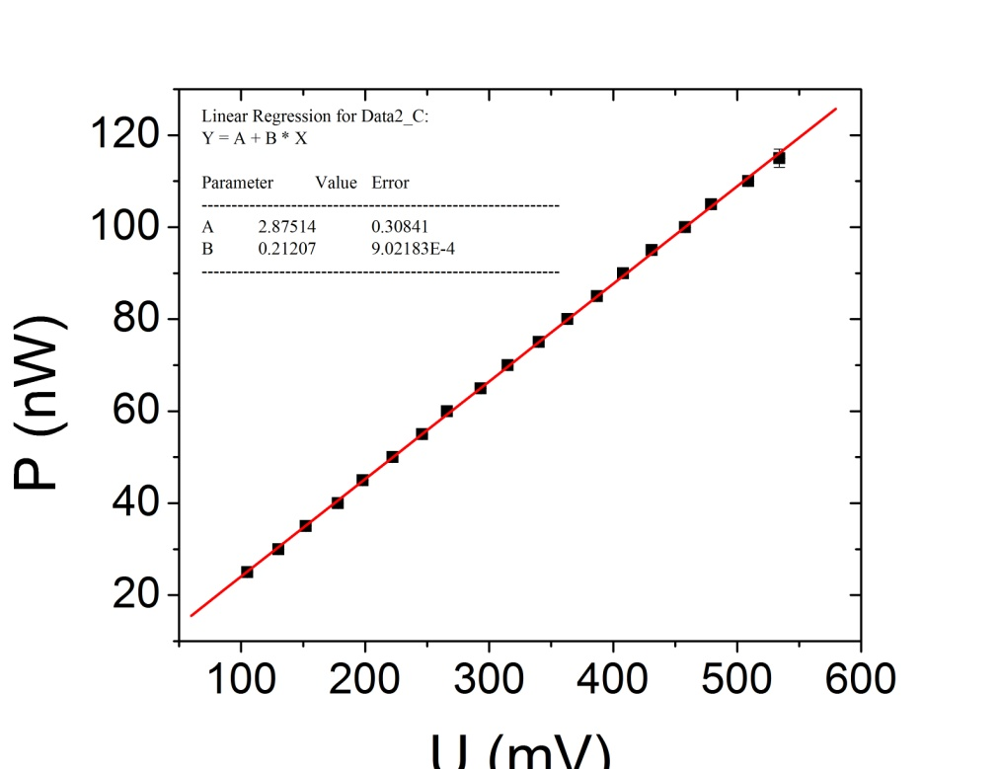 Linear Regression for Data2_C:
Y = A + B * X
Parameter Value Error
------------------------------------------------------------
A 2.87514 0.30841
B 0.21207 9.02183E-4
------------------------------------------------------------
120
100
80
60
40
20
P (nW)
100 200 300 400 500 600
U (mV)